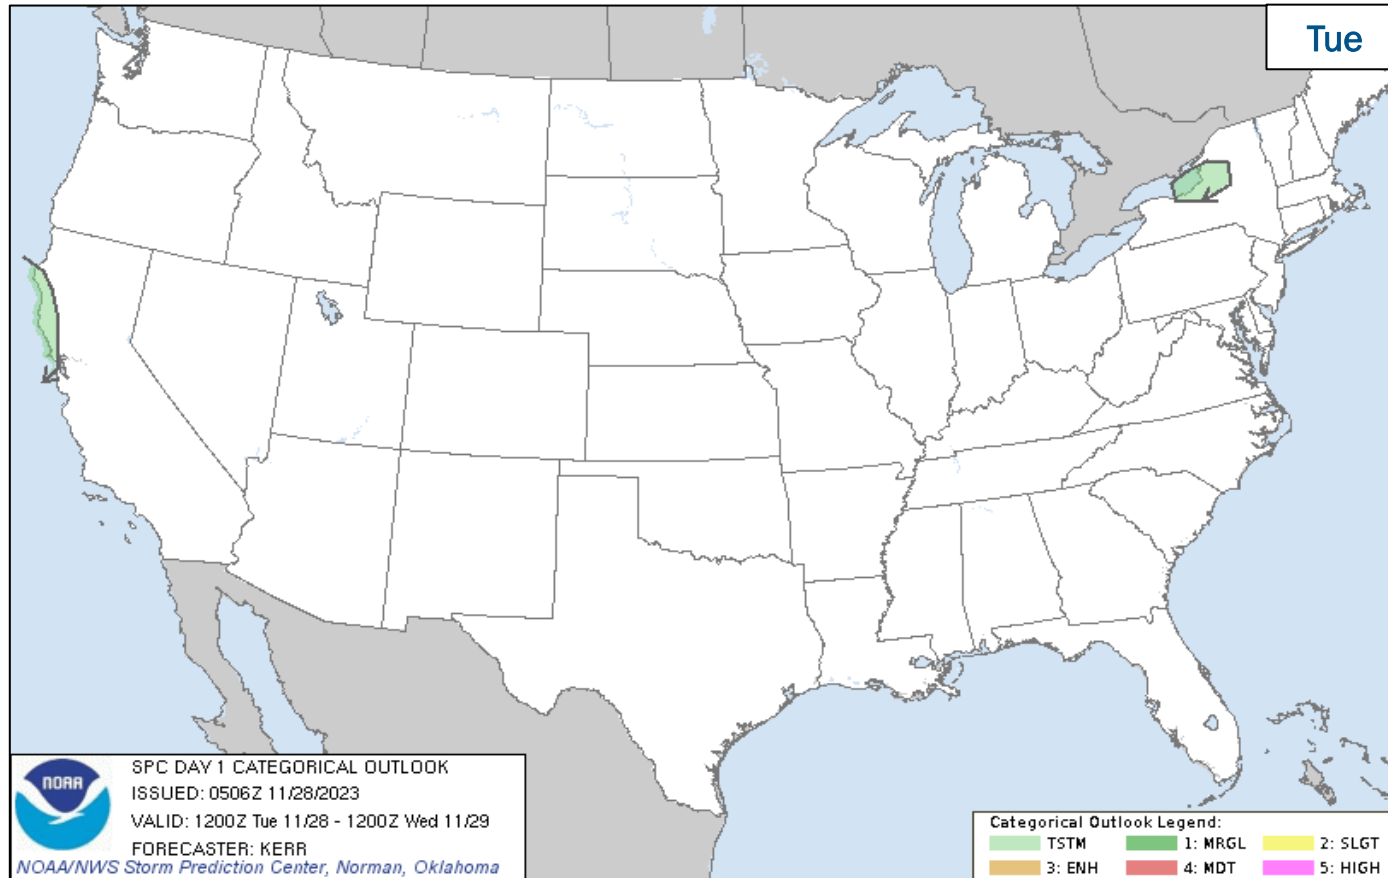 Tue
NOAA
SPC DAY 1 CATEGORICAL OUTLOOK
ISSUED: 0506Z 11/28/2023
VALID: 1200Z Tue 11/28 - 1200Z Wed 11/29
FORECASTER: KERR
NOAA/NWS Storm Prediction Center, Norman, Oklahoma
Categorical Outlook Legend:
TSTM 1: MRGL 2: SLGT
3: ENH 4: MDT 5: HIGH